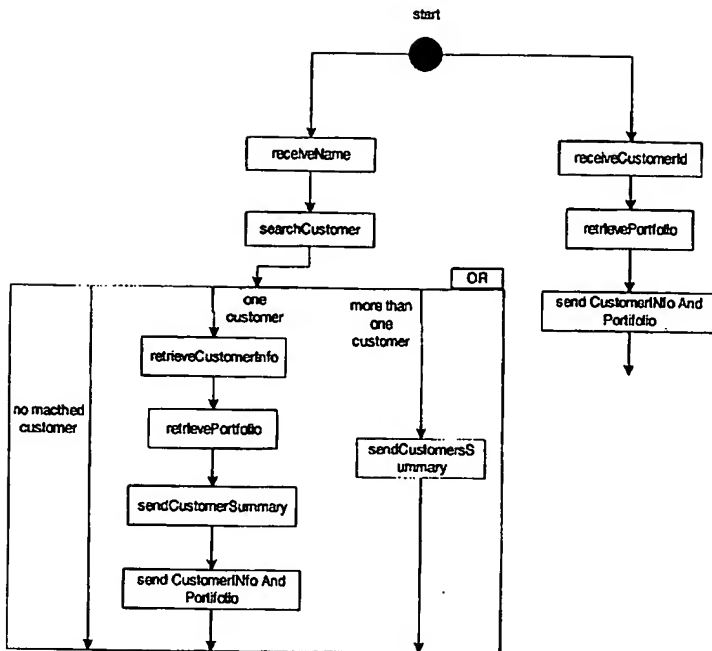 start
receiveName
receiveCustomerId
searchCustomer
retrievePortfolio
OR
one
customer
more than
one
customer
send CustomerINfo And
Portifolio
retrieveCustomerInfo
no macthed
customer
retrievePortfolio
sendCustomersS
ummary
sendCustomerSummary
send CustomerINfo And
Portifolio